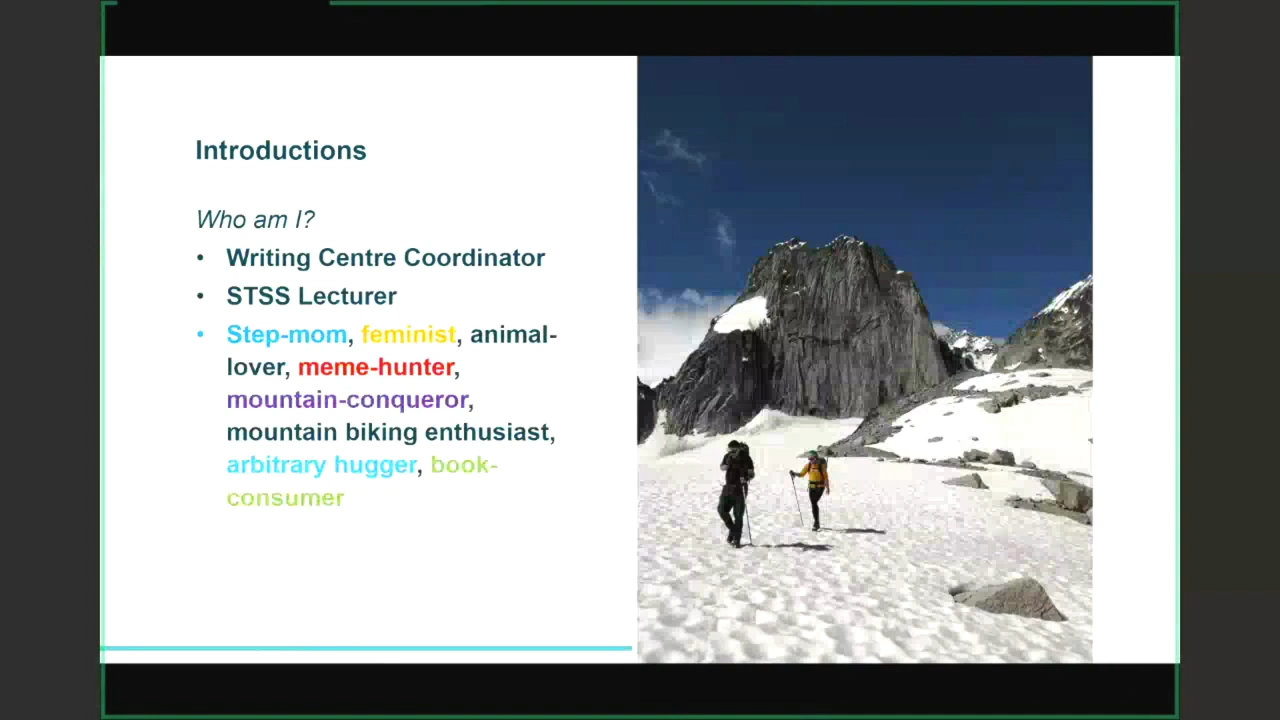 Introductions
Who am I?
• Writing Centre Coordinator
• STSS Lecturer
• Step-mom, feminist, animal-
lover, meme-hunter,
mountain-conqueror,
mountain biking enthusiast,
arbitrary hugger, book-
consumer